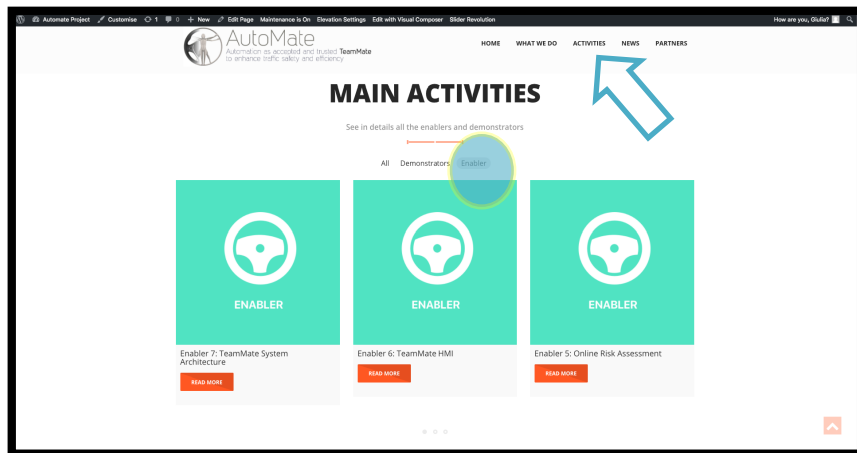 Automate Project Customise 1 0 + New Edit Page Maintenance is On Elevation Settings Edit with Visual Composer Slider Revolution How are you, Giulia?
AutoMate
Automation as accepted and trusted TeamMate
to enhance traffic safety and efficiency
HOME WHAT WE DO ACTIVITIES NEWS PARTNERS
MAIN ACTIVITIES
See in details all the enablers and demonstrators
All Demonstrators Enabler
ENABLER ENABLER ENABLER
Enabler 7: TeamMate System
Architecture
Enabler 6: TeamMate HMI
Enabler 5: Online Risk Assessment
READ MORE READ MORE READ MORE